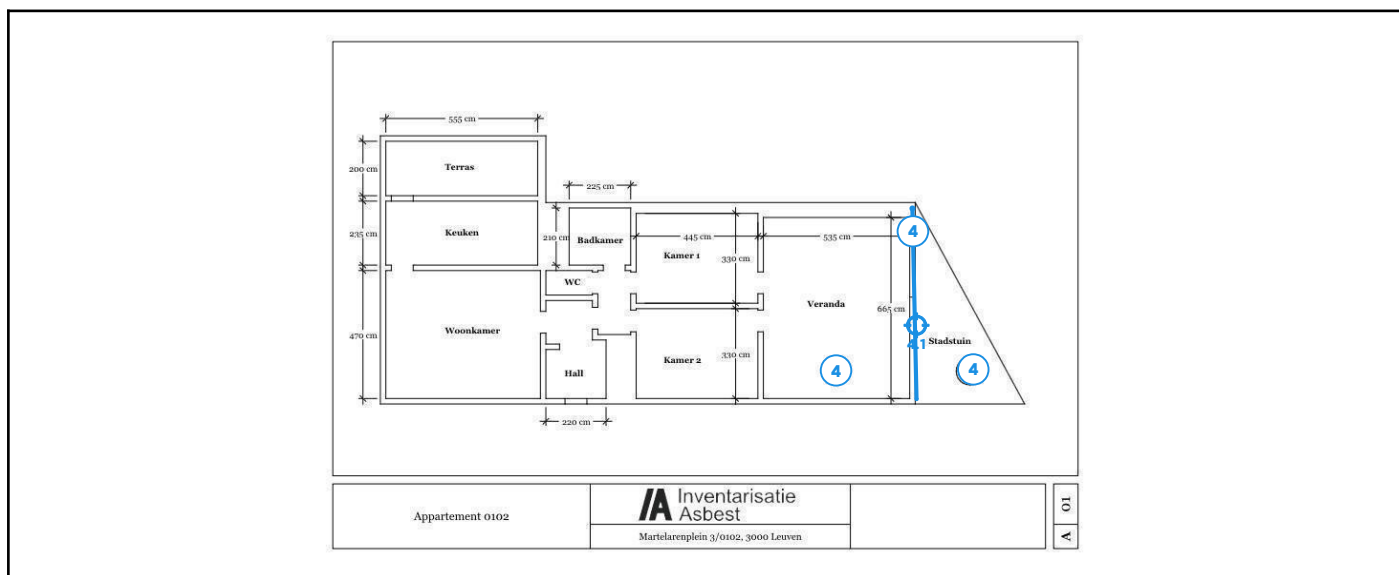 555 cm
Terras
200 cm
225 cm
Keuken
235 cm
210 cm
Badkamer
445 cm
535 cm
4
Kamer 1
330 cm
WC
Veranda
665 cm
Woonkamer
470 cm
4.1
Stadstuin
Kamer 2
330 cm
Hall
4
4
220 cm
Appartement 0102
IA Inventarisatie
Asbest
Martelarenplein 3/0102, 3000 Leuven
01
A